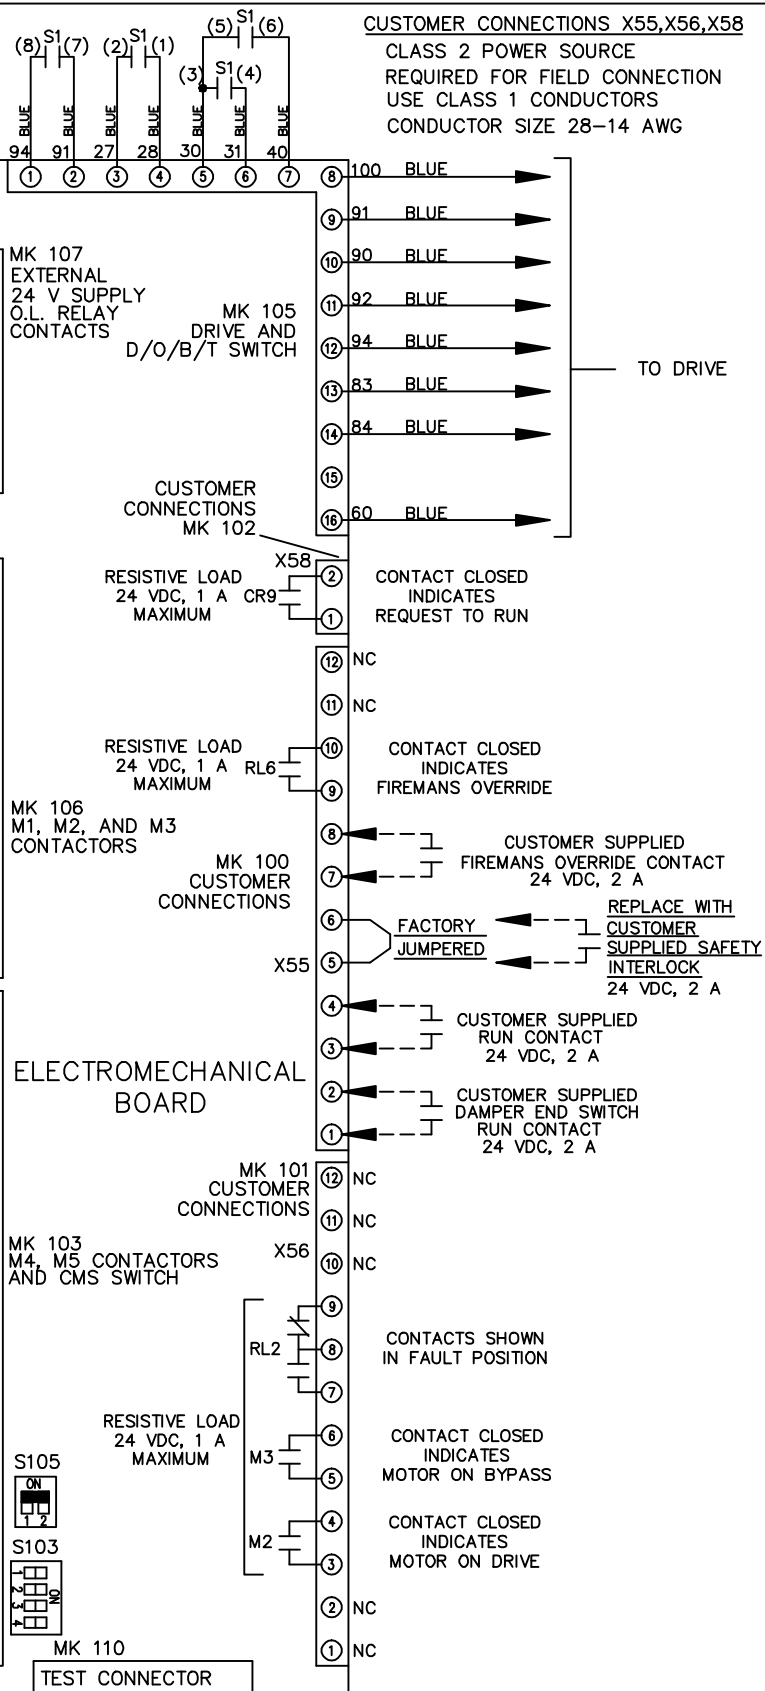 CUSTOMER CONNECTIONS X55,X56,X58
CLASS 2 POWER SOURCE
REQUIRED FOR FIELD CONNECTION
USE CLASS 1 CONDUCTORS
CONDUCTOR SIZE 28-14 AWG
(8) S1 (7)
(2) S1 (1)
(5) S1 (6)
(3) S1 (4)
BLUE BLUE BLUE BLUE BLUE BLUE BLUE
94 91 27 28 30 31 40
1 2 3 4 5 6 7
8 100 BLUE
9 91 BLUE
10 90 BLUE
11 92 BLUE
12 94 BLUE
13 83 BLUE
14 84 BLUE
15
16 60 BLUE
TO DRIVE
MK 107
EXTERNAL
24 V SUPPLY
O.L. RELAY
CONTACTS
MK 105
DRIVE AND
D/O/B/T SWITCH
CUSTOMER
CONNECTIONS
MK 102
X58
RESISTIVE LOAD
24 VDC, 1 A
MAXIMUM
CR9
2
1
CONTACT CLOSED
INDICATES
REQUEST TO RUN
12 NC
11 NC
RESISTIVE LOAD
24 VDC, 1 A
MAXIMUM
RL6
10
9
CONTACT CLOSED
INDICATES
FIREMANS OVERRIDE
MK 106
M1, M2, AND M3
CONTACTORS
MK 100
CUSTOMER
CONNECTIONS
8
7
CUSTOMER SUPPLIED
FIREMANS OVERRIDE CONTACT
24 VDC, 2 A
X55
6
5
FACTORY
JUMPERED
REPLACE WITH
CUSTOMER
SUPPLIED SAFETY
INTERLOCK
24 VDC, 2 A
4
3
CUSTOMER SUPPLIED
RUN CONTACT
24 VDC, 2 A
ELECTROMECHANICAL
BOARD
2
1
CUSTOMER SUPPLIED
DAMPER END SWITCH
RUN CONTACT
24 VDC, 2 A
MK 101
CUSTOMER
CONNECTIONS
12 NC
11 NC
X56
10 NC
MK 103
M4, M5 CONTACTORS
AND CMS SWITCH
9
RL2
8
7
CONTACTS SHOWN
IN FAULT POSITION
RESISTIVE LOAD
24 VDC, 1 A
MAXIMUM
M3
6
5
CONTACT CLOSED
INDICATES
MOTOR ON BYPASS
M2
4
3
CONTACT CLOSED
INDICATES
MOTOR ON DRIVE
2 NC
1 NC
S105
ON
1 2
S103
1
2
3
4
ON
MK 110
TEST CONNECTOR